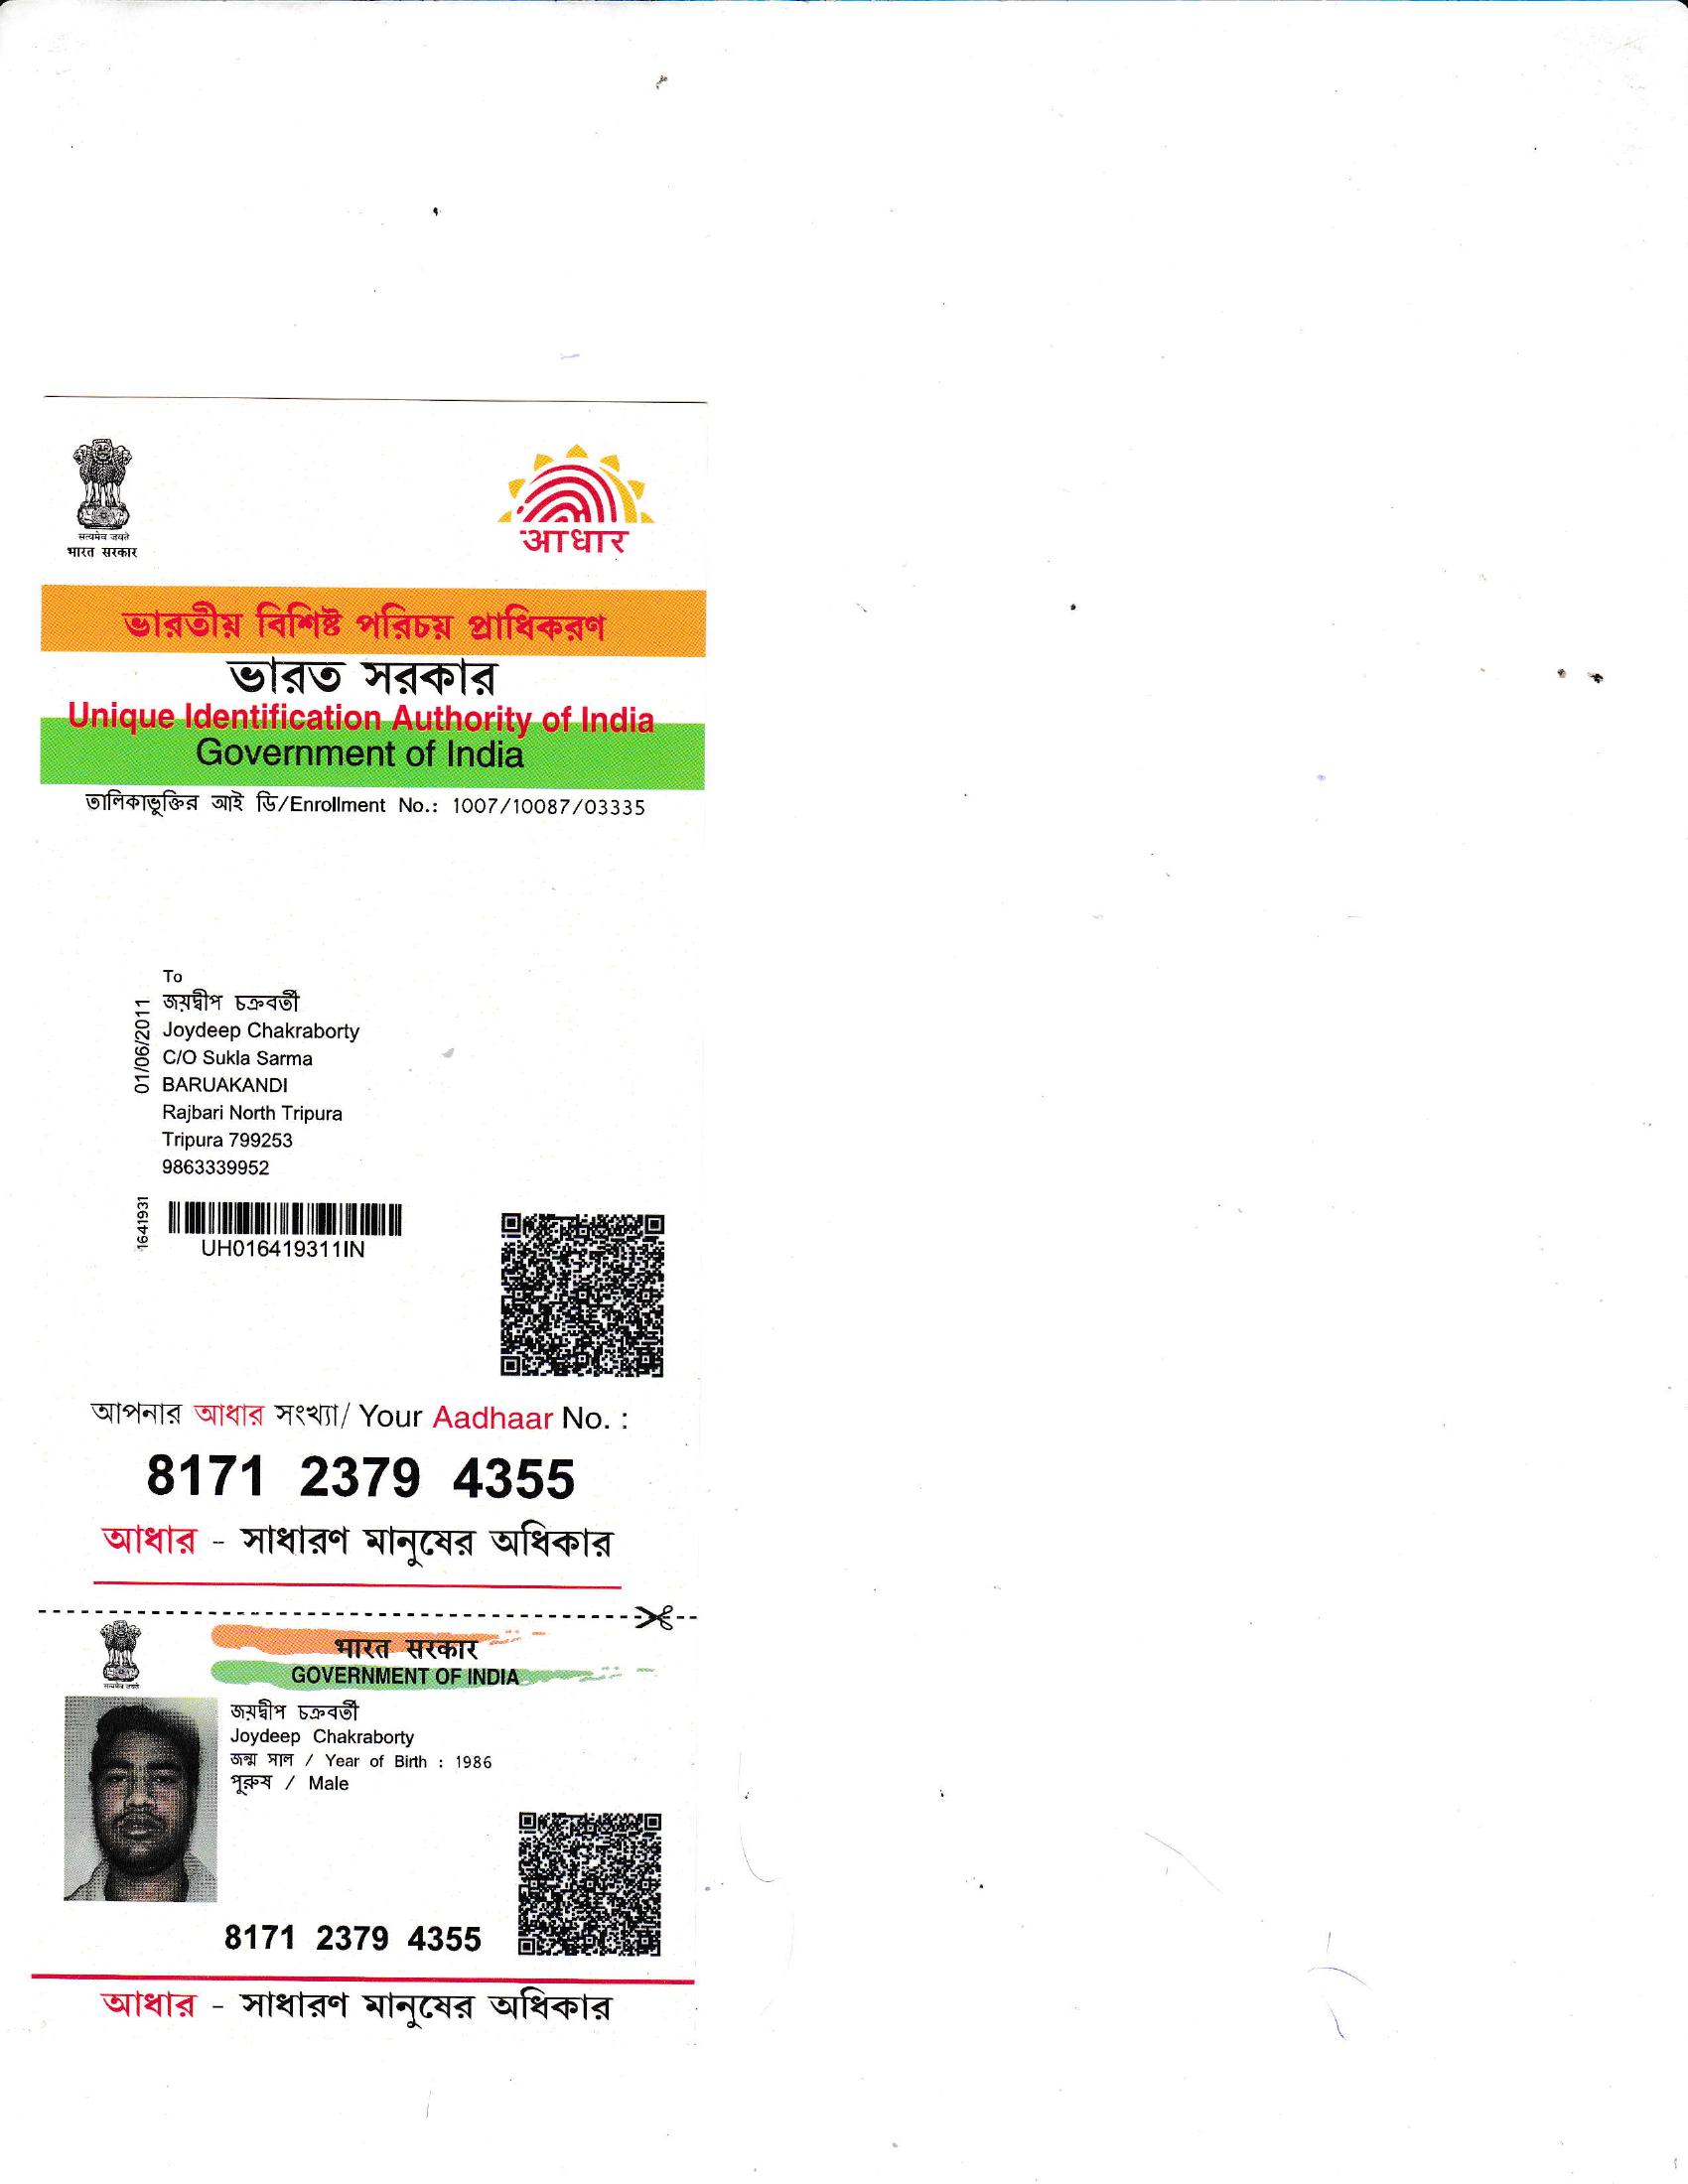 सत्यमेव जयते
भारत सरकार
आधार
ভারতীয় বিশিষ্ট পরিচয় প্রাধিকরণ
ভারত সরকার
Unique Identification Authority of India
Government of India
তালিকাভুক্তির আই ডি/Enrollment No.: 1007/10087/03335
01/06/2011
To
জয়দ্বীপ চক্রবর্তী
Joydeep Chakraborty
C/O Sukla Sarma
BARUAKANDI
Rajbari North Tripura
Tripura 799253
9863339952
1641931
UH016419311IN
আপনার আধার সংখ্যা/ Your Aadhaar No. :
8171 2379 4355
আধার - সাধারণ মানুষের অধিকার
सत्यमेव जयते
भारत सरकार
GOVERNMENT OF INDIA
জয়দ্বীপ চক্রবর্তী
Joydeep Chakraborty
জন্ম সাল / Year of Birth : 1986
পুরুষ / Male
8171 2379 4355
আধার - সাধারণ মানুষের অধিকার